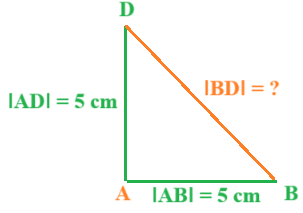 D
|AD| = 5 cm
|BD| = ?
A
|AB| = 5 cm
B